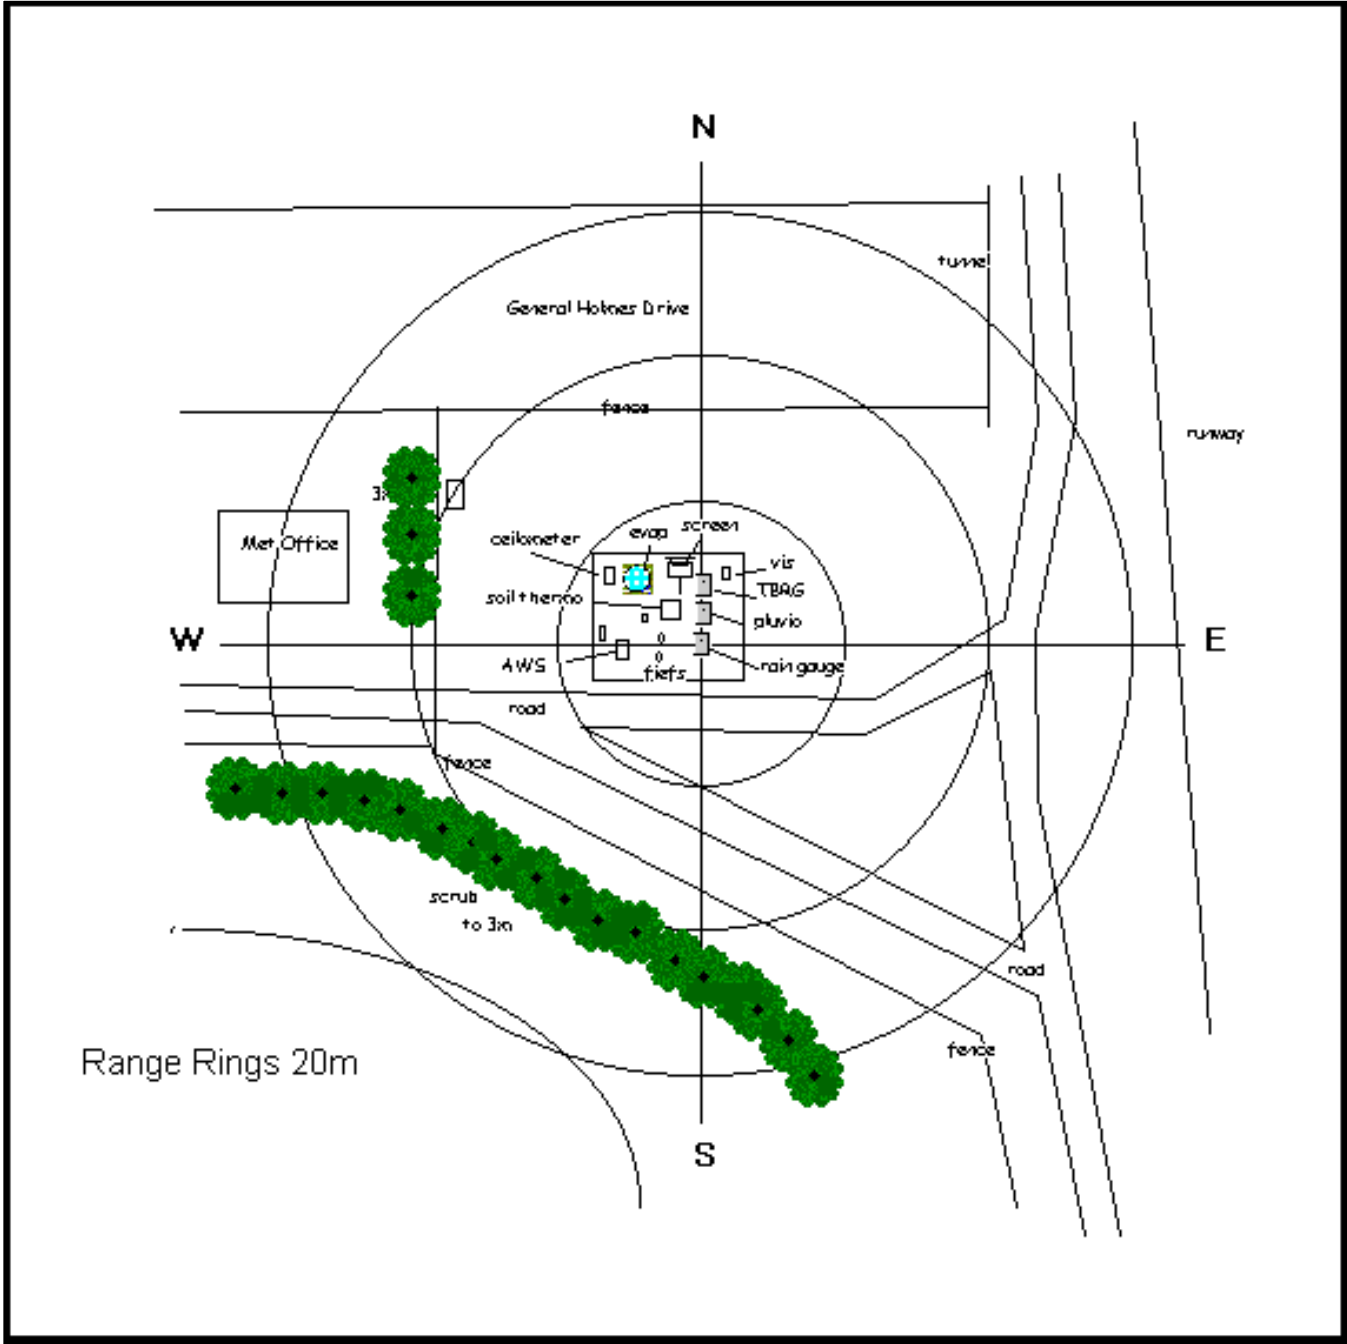 N
tunnel
General Holmes Drive
fence
runway
3
screen
evap
ceilometer
Met Office
vis
TBRG
soil thermo
pluvio
W
E
AWS
rain gauge
road
fence
scrub
to 3m
road
fence
Range Rings 20m
S